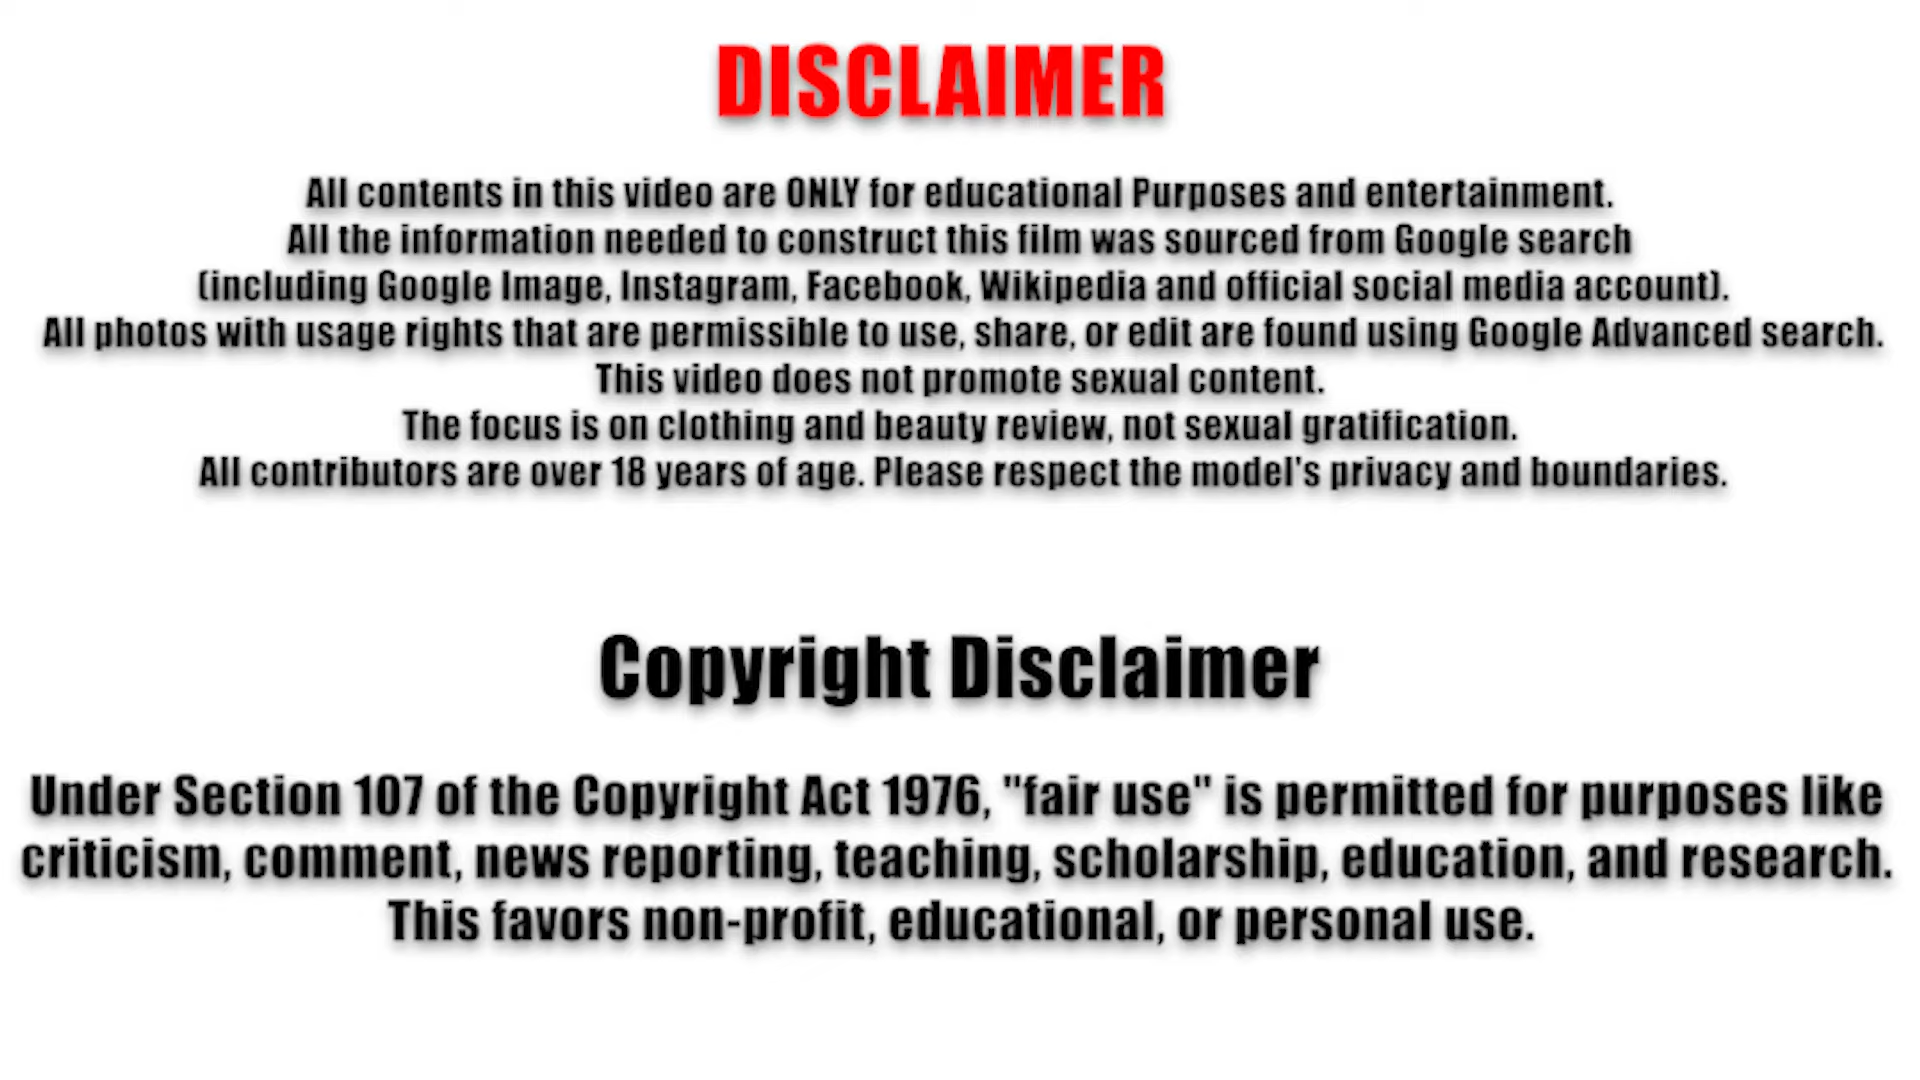 DISCLAIMER
All contents in this video are ONLY for educational Purposes and entertainment.
All the information needed to construct this film was sourced from Google search
(including Google Image, Instagram, Facebook, Wikipedia and official social media account).
All photos with usage rights that are permissible to use, share, or edit are found using Google Advanced search.
This video does not promote sexual content.
The focus is on clothing and beauty review, not sexual gratification.
All contributors are over 18 years of age. Please respect the model's privacy and boundaries.
Copyright Disclaimer
Under Section 107 of the Copyright Act 1976, "fair use" is permitted for purposes like
criticism, comment, news reporting, teaching, scholarship, education, and research.
This favors non-profit, educational, or personal use.